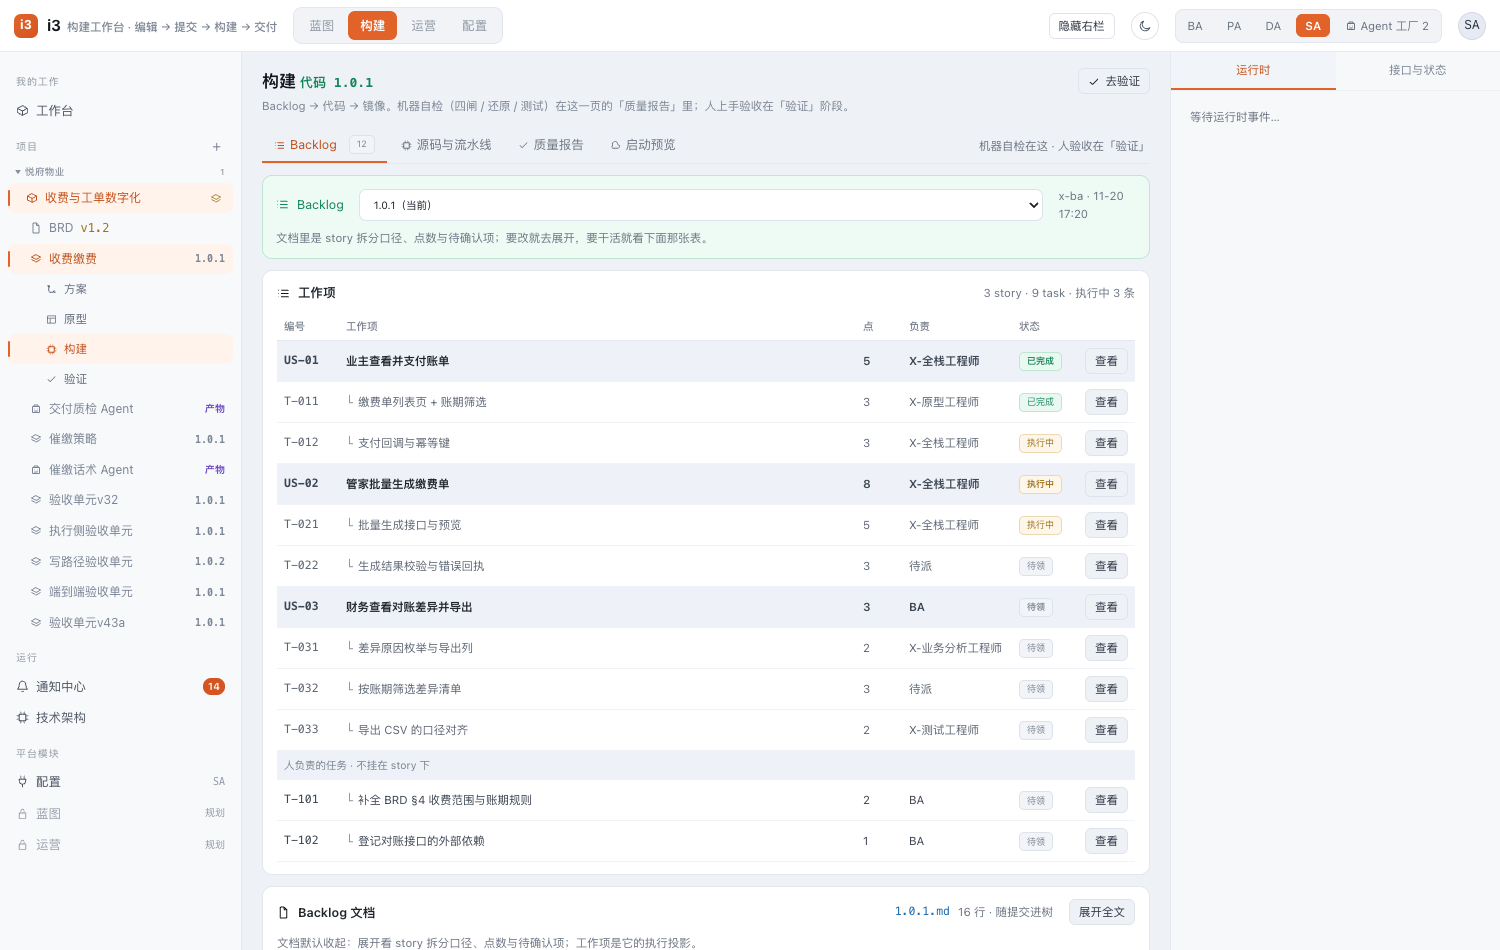 i3 i3 构建工作台 · 编辑 → 提交 → 构建 → 交付 蓝图 构建 运营 配置 隐藏右栏 BA PA DA SA Agent 工厂 2 SA
我的工作
工作台
项目 +
悦府物业 1
收费与工单数字化
BRD v1.2
收费缴费 1.0.1
方案
原型
构建
验证
交付质检 Agent 产物
催缴策略 1.0.1
催缴话术 Agent 产物
验收单元v32 1.0.1
执行侧验收单元 1.0.1
写路径验收单元 1.0.2
端到端验收单元 1.0.1
验收单元v43a 1.0.1
运行
通知中心 14
技术架构
平台模块
配置 SA
蓝图 规划
运营 规划
构建 代码 1.0.1 去验证
Backlog → 代码 → 镜像。机器自检（四闸 / 还原 / 测试）在这一页的「质量报告」里；人上手验收在「验证」阶段。
Backlog 12 源码与流水线 质量报告 启动预览 机器自检在这 · 人验收在「验证」
Backlog 1.0.1（当前） x-ba · 11-20
17:20
文档里是 story 拆分口径、点数与待确认项；要改就去展开，要干活就看下面那张表。
工作项 3 story · 9 task · 执行中 3 条
编号 工作项 点 负责 状态
US-01 业主查看并支付账单 5 X-全栈工程师 已完成 查看
T-011 └ 缴费单列表页 + 账期筛选 3 X-原型工程师 已完成 查看
T-012 └ 支付回调与幂等键 3 X-全栈工程师 执行中 查看
US-02 管家批量生成缴费单 8 X-全栈工程师 执行中 查看
T-021 └ 批量生成接口与预览 5 X-全栈工程师 执行中 查看
T-022 └ 生成结果校验与错误回执 3 待派 待领 查看
US-03 财务查看对账差异并导出 3 BA 待领 查看
T-031 └ 差异原因枚举与导出列 2 X-业务分析工程师 待领 查看
T-032 └ 按账期筛选差异清单 3 待派 待领 查看
T-033 └ 导出 CSV 的口径对齐 2 X-测试工程师 待领 查看
人负责的任务 · 不挂在 story 下
T-101 └ 补全 BRD §4 收费范围与账期规则 2 BA 待领 查看
T-102 └ 登记对账接口的外部依赖 1 BA 待领 查看
Backlog 文档 1.0.1.md 16 行 · 随提交进树 展开全文
文档默认收起；展开看 story 拆分口径、点数与待确认项；工作项是它的执行投影。
运行时 接口与状态
等待运行时事件…